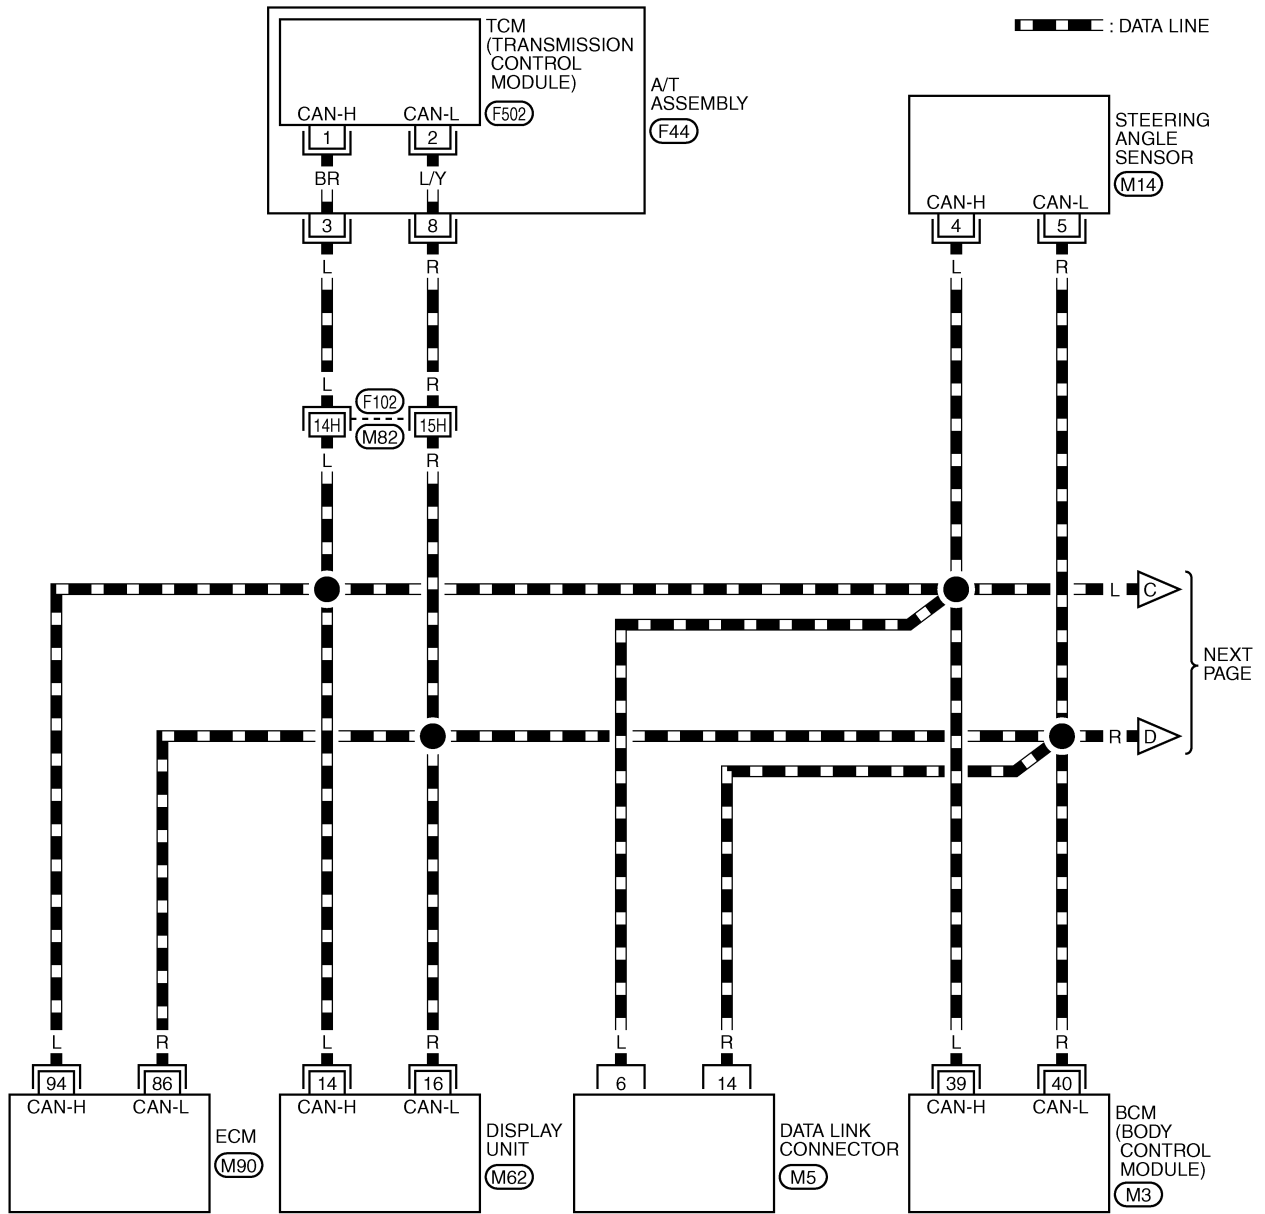 TCM
(TRANSMISSION
CONTROL
MODULE)
F502
: DATA LINE
A/T
ASSEMBLY
F44
CAN-H
CAN-L
1
2
BR
L/Y
3
8
L
R
STEERING
ANGLE
SENSOR
M14
CAN-H
CAN-L
4
5
L
R
L
R
F102
14H
15H
M82
L
R
L
C
NEXT
PAGE
R
D
L
R
L
R
L
R
L
R
94
86
14
16
6
14
39
40
CAN-H
CAN-L
CAN-H
CAN-L
CAN-H
CAN-L
ECM
M90
DISPLAY
UNIT
M62
DATA LINK
CONNECTOR
M5
BCM
(BODY
CONTROL
MODULE)
M3